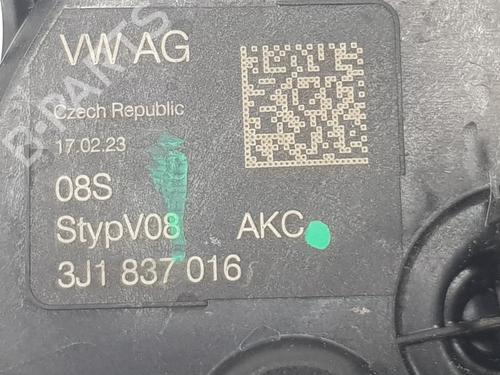 VW AG
Czech Republic
17.02.23
08S
StypV08 AKC
3J1 837 016
B-PARTS